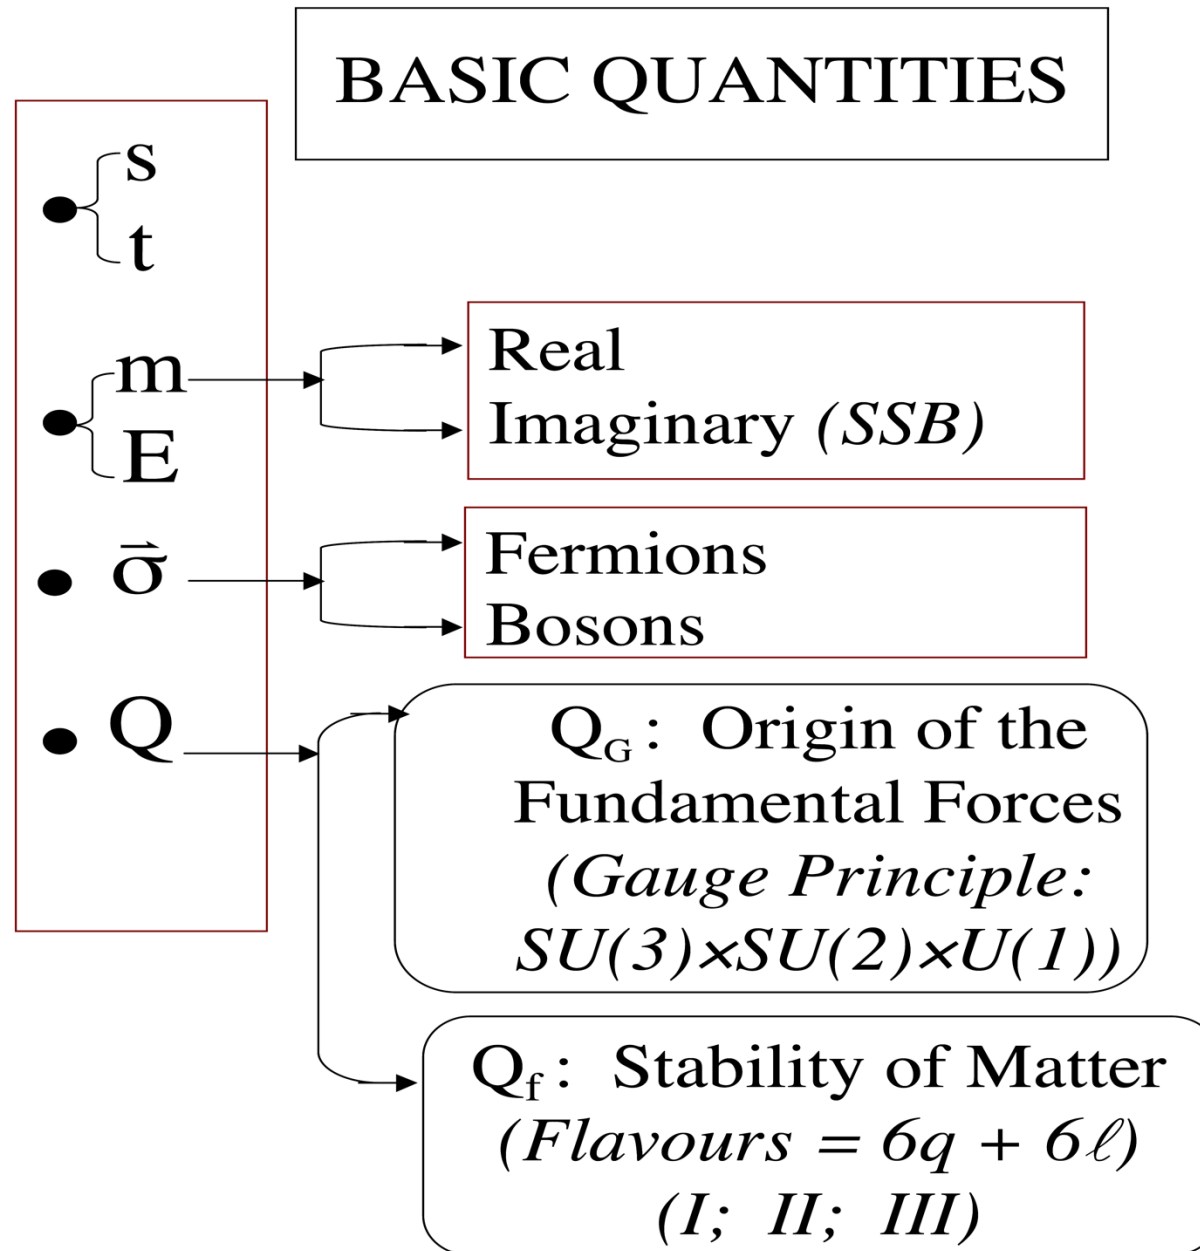 BASIC QUANTITIES
s
t
m
E
σ⃗
Q
Real
Imaginary (SSB)
Fermions
Bosons
Q_G : Origin of the
Fundamental Forces
(Gauge Principle:
SU(3)×SU(2)×U(1))
Q_f : Stability of Matter
(Flavours = 6q + 6ℓ)
(I; II; III)